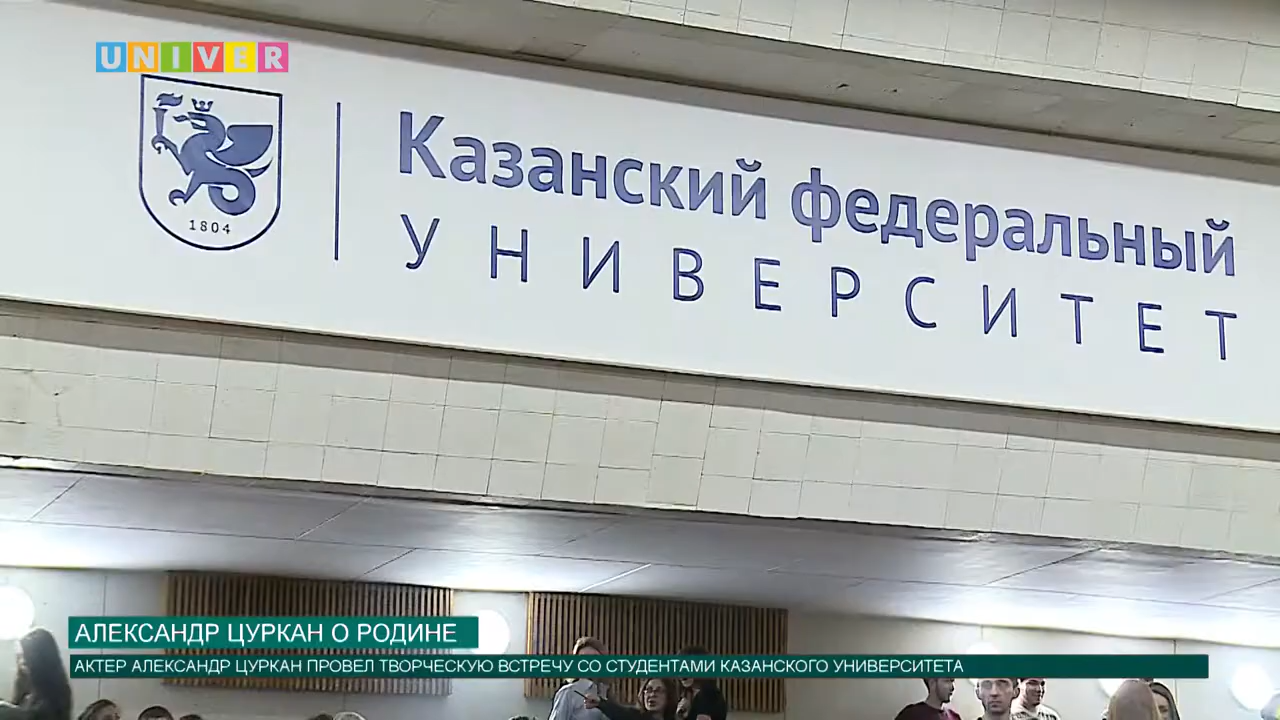 UNIVER
Казанский федеральный
УНИВЕРСИТЕТ
1804
АЛЕКСАНДР ЦУРКАН О РОДИНЕ
АКТЕР АЛЕКСАНДР ЦУРКАН ПРОВЕЛ ТВОРЧЕСКУЮ ВСТРЕЧУ СО СТУДЕНТАМИ КАЗАНСКОГО УНИВЕРСИТЕТА